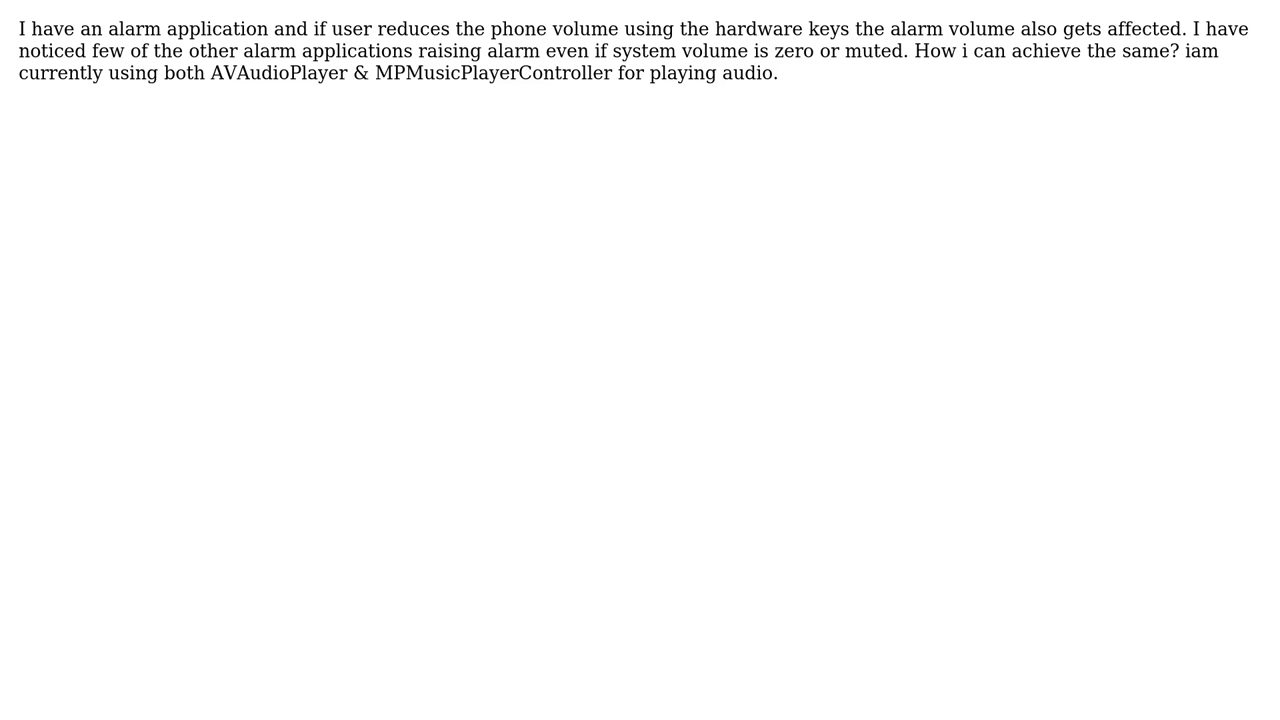 I have an alarm application and if user reduces the phone volume using the hardware keys the alarm volume also gets affected. I have
noticed few of the other alarm applications raising alarm even if system volume is zero or muted. How i can achieve the same? iam
currently using both AVAudioPlayer & MPMusicPlayerController for playing audio.